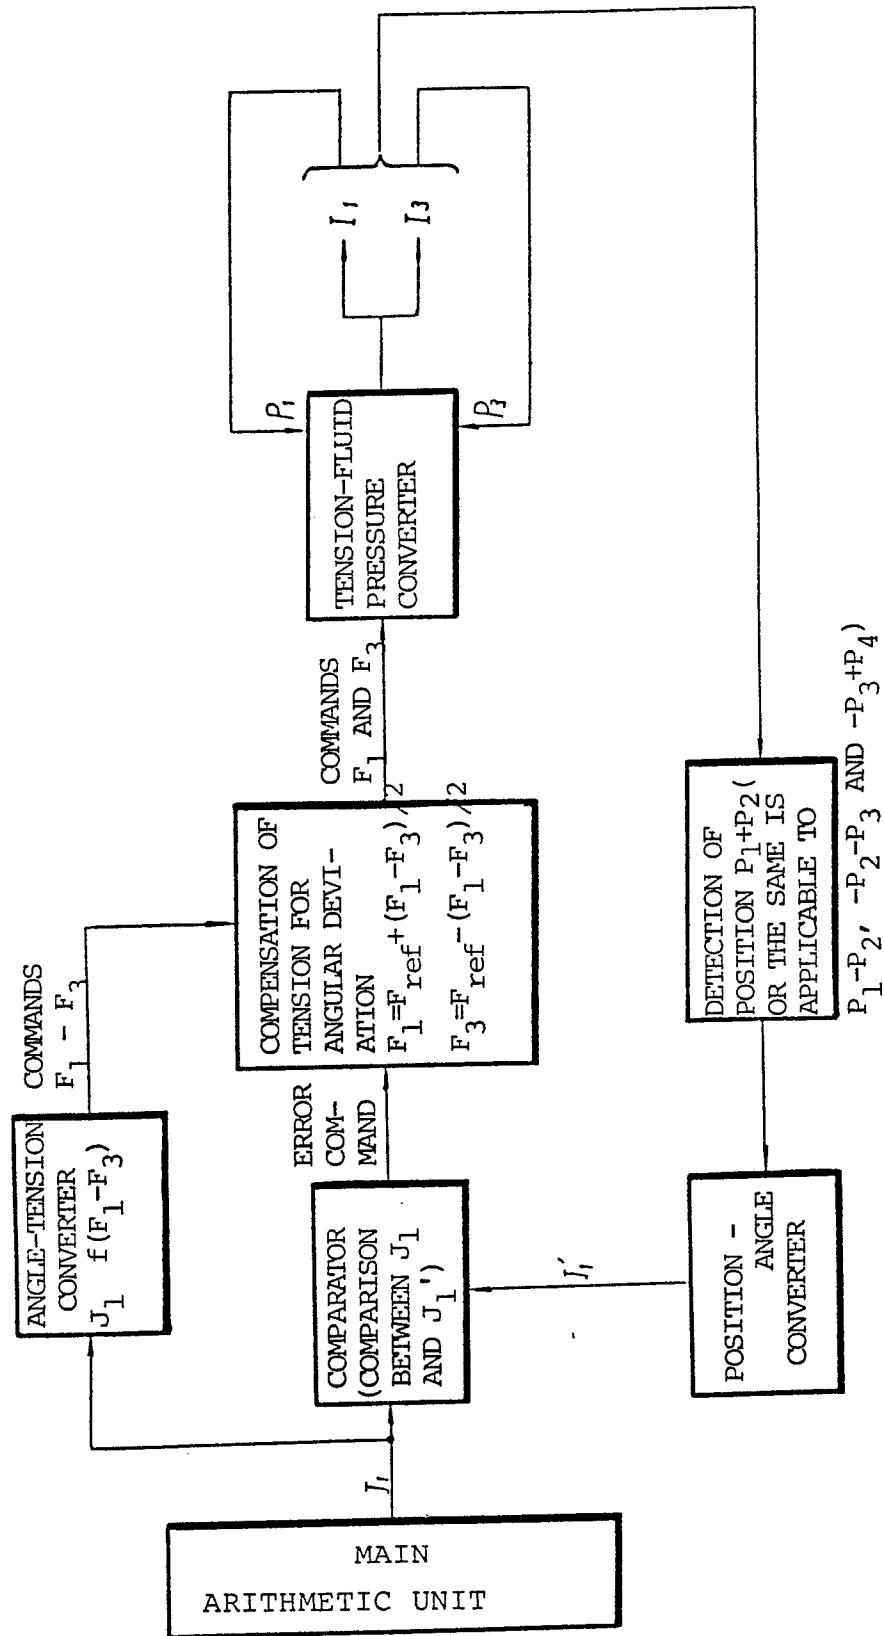 MAIN
ARITHMETIC UNIT
J₁
ANGLE-TENSION
CONVERTER
J₁ f(F₁-F₃)
COMMANDS
F₁ - F₃
COMPARATOR
(COMPARISON
BETWEEN J₁
AND J₁')
ERROR
COM-
MAND
COMPENSATION OF
TENSION FOR
ANGULAR DEVI-
ATION
F₁=Fref+(F₁-F₃)/2
F₃=Fref-(F₁-F₃)/2
COMMANDS
F₁ AND F₃
TENSION-FLUID
PRESSURE
CONVERTER
P₁
P₃
I₁
I₃
J₁'
POSITION -
ANGLE
CONVERTER
DETECTION OF
POSITION P₁+P₂(
OR THE SAME IS
APPLICABLE TO
P₁-P₂, -P₂-P₃ AND -P₃+P₄)